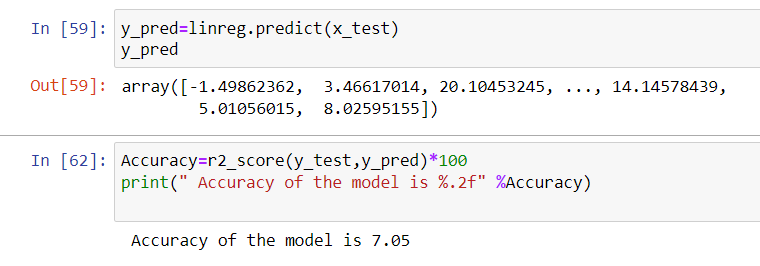 In [59]: y_pred=linreg.predict(x_test)
y_pred
Out[59]: array([-1.49862362,  3.46617014, 20.10453245, ..., 14.14578439,
5.01056015,  8.02595155])
In [62]: Accuracy=r2_score(y_test,y_pred)*100
print(" Accuracy of the model is %.2f" %Accuracy)
Accuracy of the model is 7.05